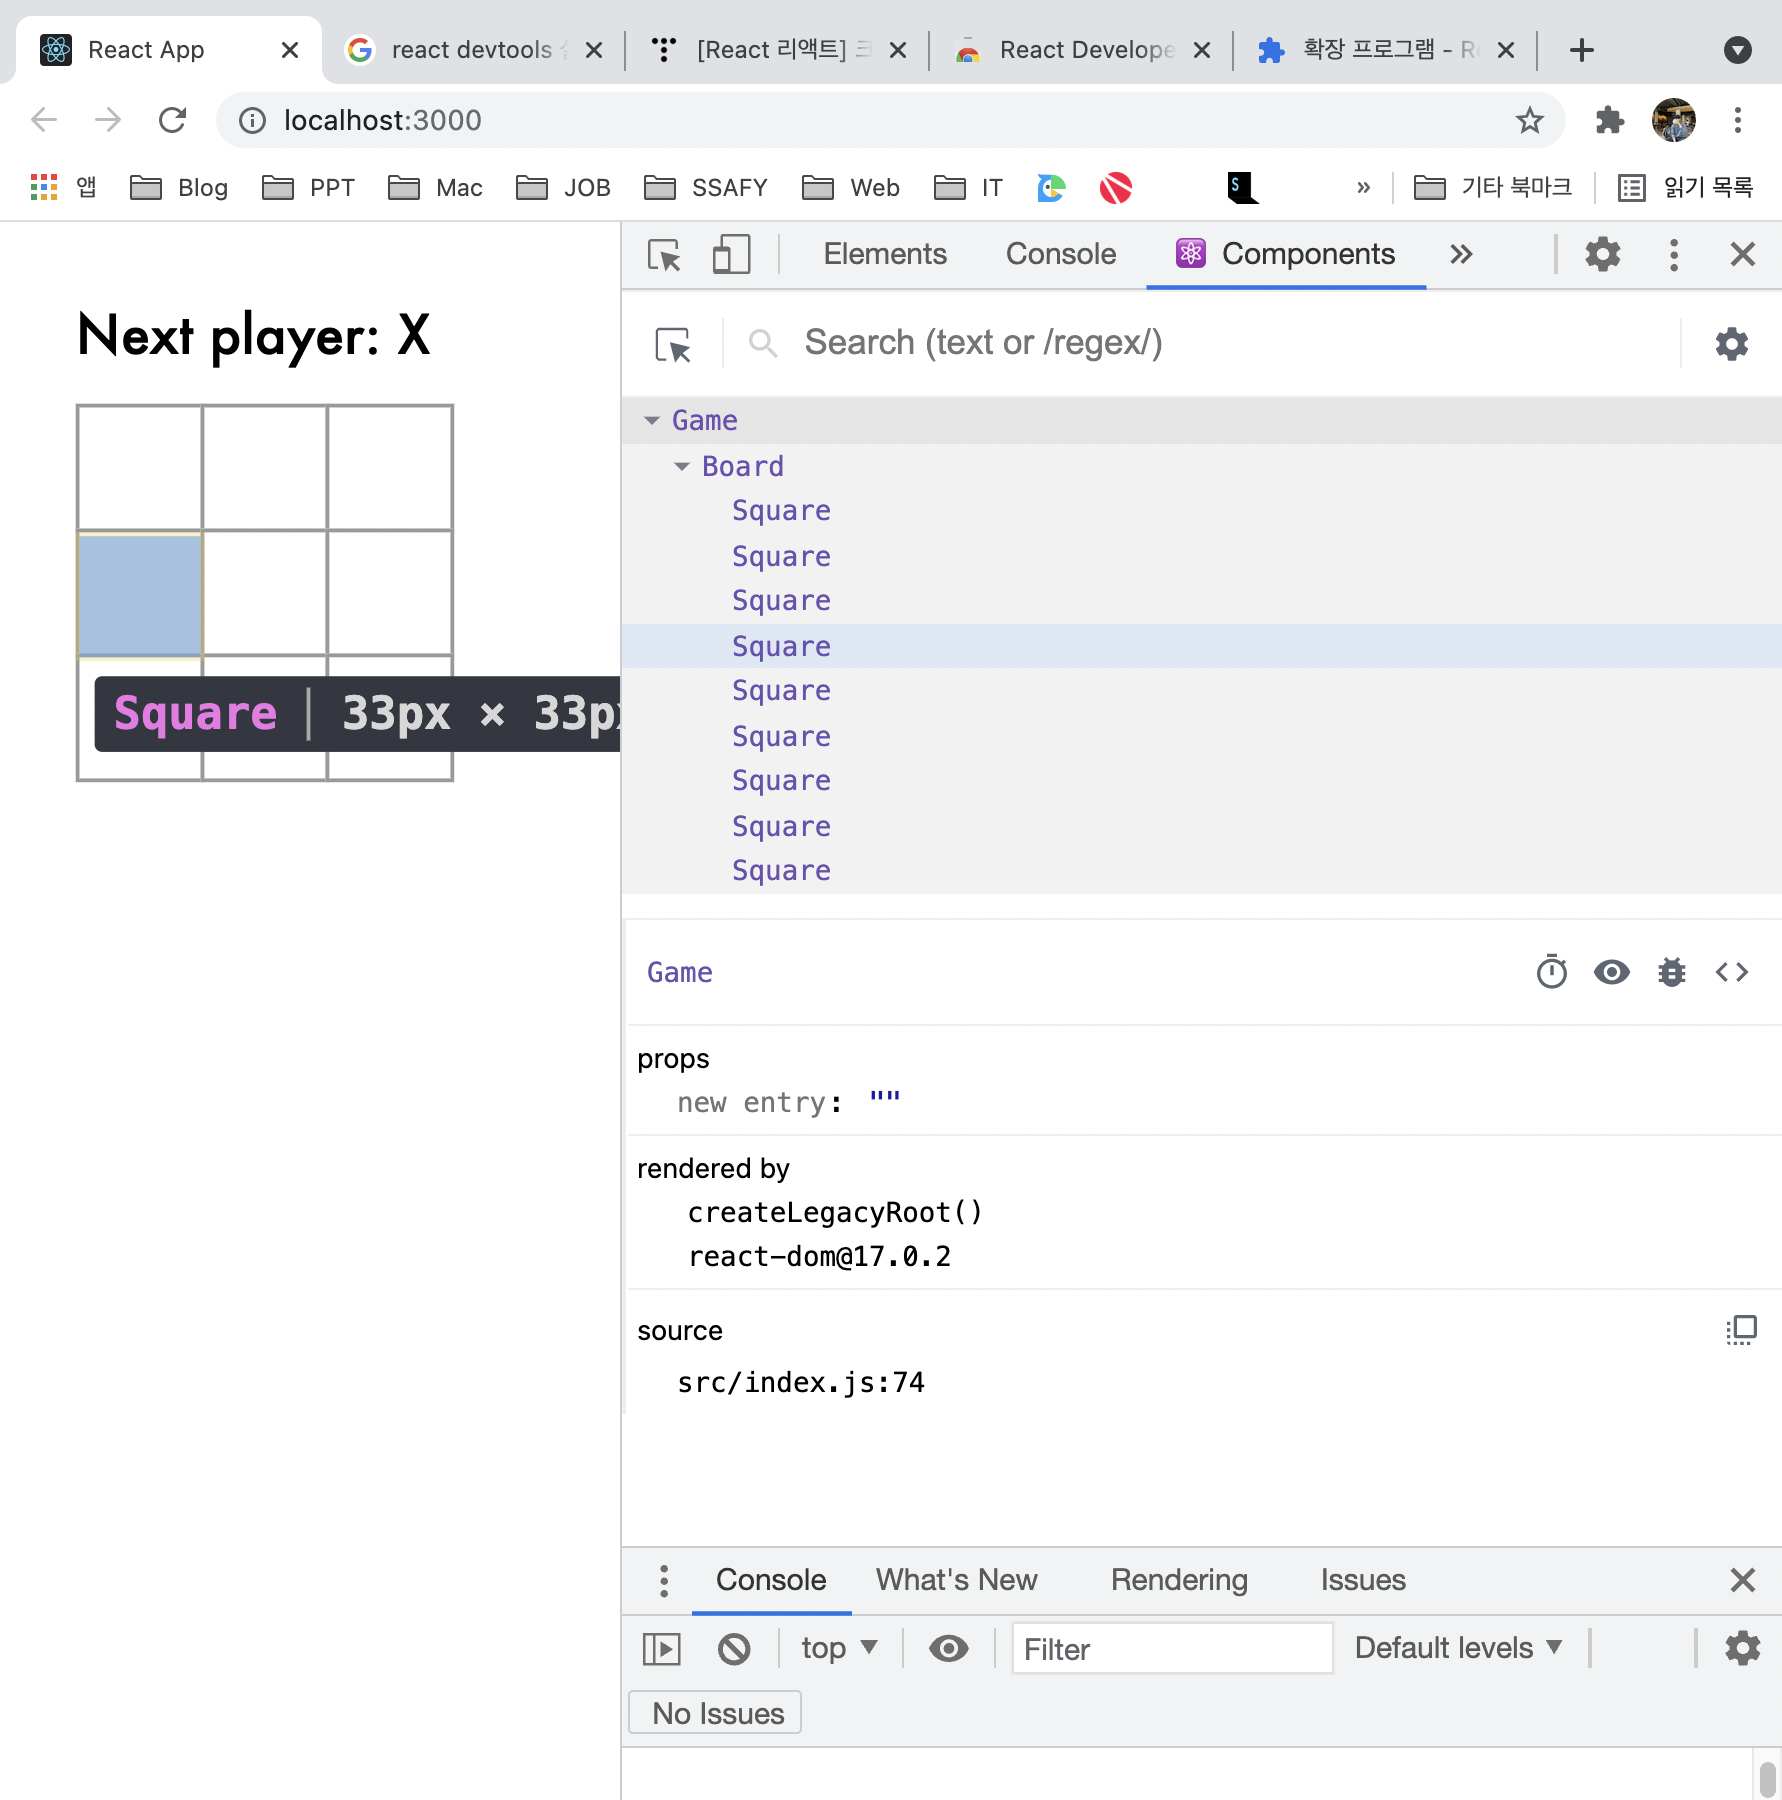 React App
react devtools
[React 리액트]
React Develope
확장 프로그램 - R
localhost:3000
앱
Blog
PPT
Mac
JOB
SSAFY
Web
IT
S
»
기타 북마크
읽기 목록
Elements
Console
Components
Next player: X
Search (text or /regex/)
Game
Board
Square
Square
Square
Square
Square
Square
Square
Square
Square
Square | 33px × 33px
Game
props
new entry: ""
rendered by
createLegacyRoot()
react-dom@17.0.2
source
src/index.js:74
Console
What's New
Rendering
Issues
top
Filter
Default levels
No Issues